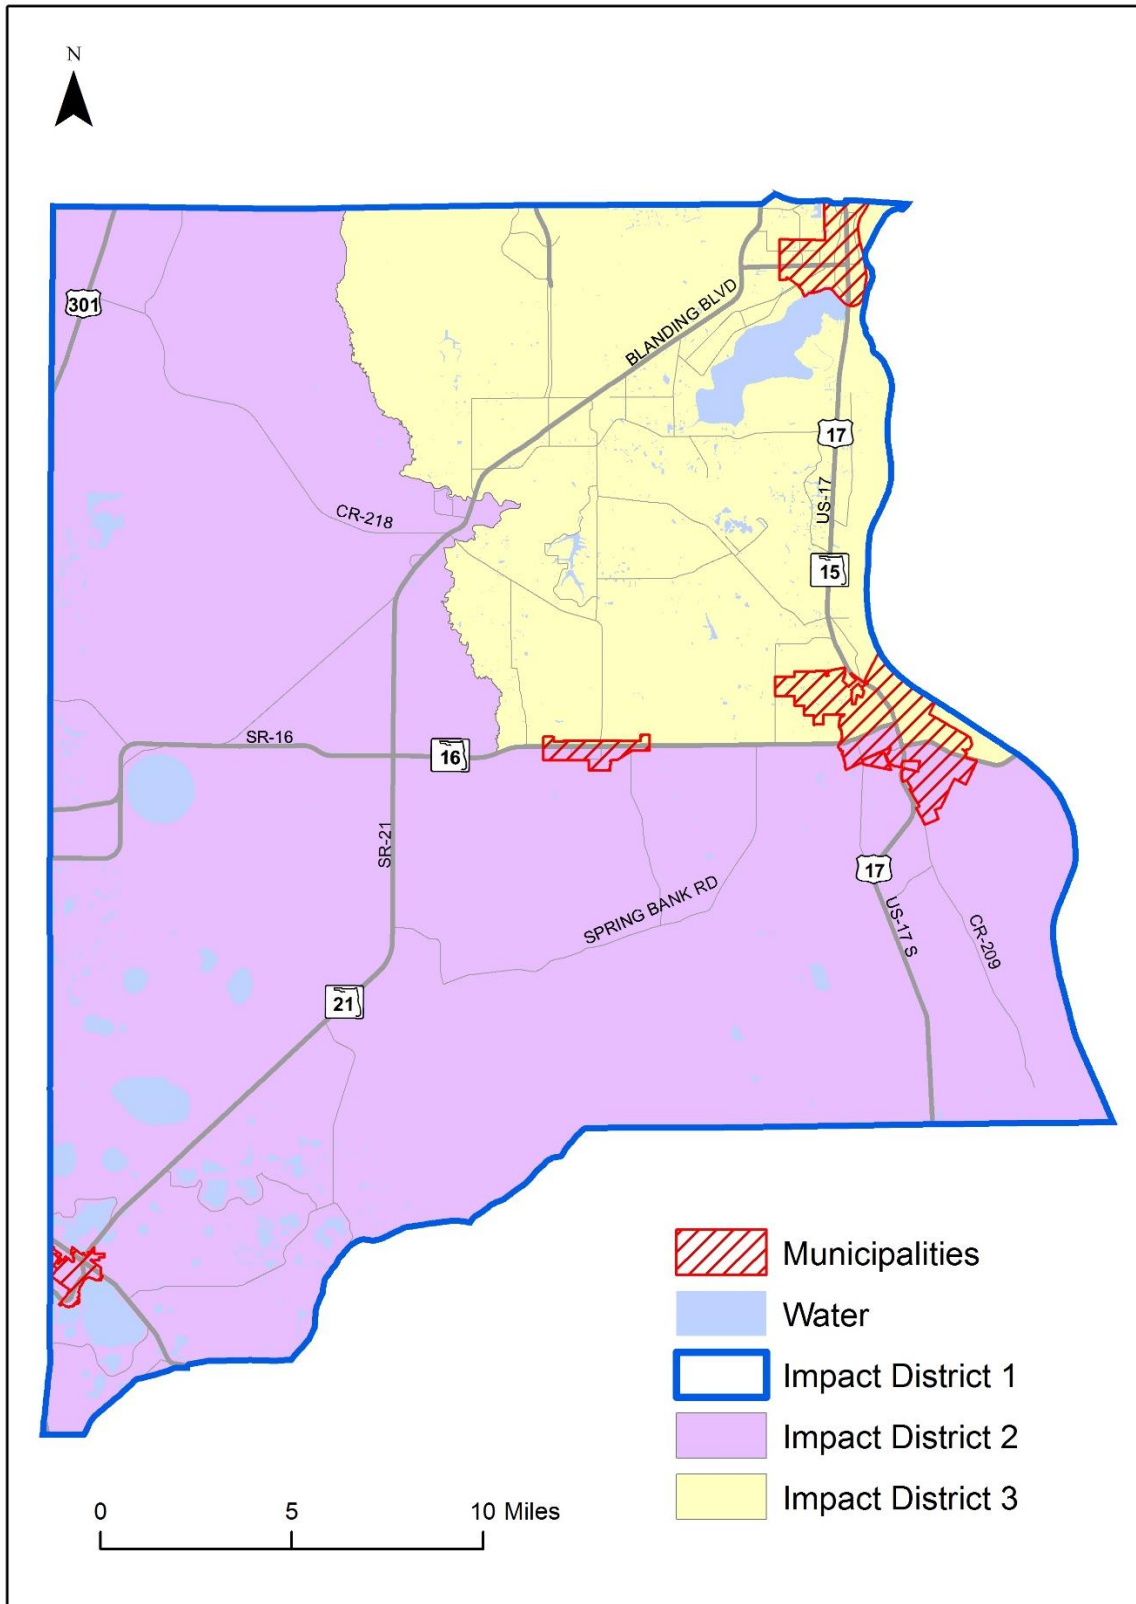 N
301
BLANDING BLVD
17
US-17
CR-218
15
SR-16
16
SR-21
17
SPRING BANK RD
US-17 S
CR-209
21
Municipalities
Water
Impact District 1
Impact District 2
Impact District 3
0 5 10 Miles